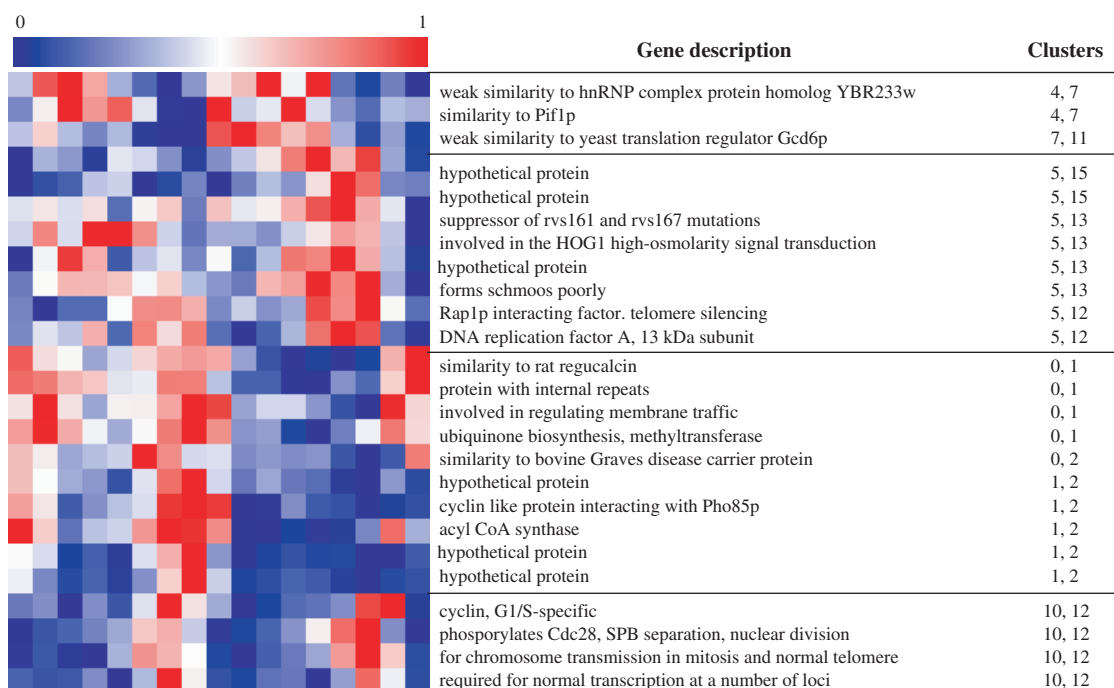 0 1
Gene description Clusters
weak similarity to hnRNP complex protein homolog YBR233w 4, 7
similarity to Pif1p 4, 7
weak similarity to yeast translation regulator Gcd6p 7, 11
hypothetical protein 5, 15
hypothetical protein 5, 15
suppressor of rvs161 and rvs167 mutations 5, 13
involved in the HOG1 high-osmolarity signal transduction 5, 13
hypothetical protein 5, 13
forms schmoos poorly 5, 13
Rap1p interacting factor. telomere silencing 5, 12
DNA replication factor A, 13 kDa subunit 5, 12
similarity to rat regucalcin 0, 1
protein with internal repeats 0, 1
involved in regulating membrane traffic 0, 1
ubiquinone biosynthesis, methyltransferase 0, 1
similarity to bovine Graves disease carrier protein 0, 2
hypothetical protein 1, 2
cyclin like protein interacting with Pho85p 1, 2
acyl CoA synthase 1, 2
hypothetical protein 1, 2
hypothetical protein 1, 2
cyclin, G1/S-specific 10, 12
phosporylates Cdc28, SPB separation, nuclear division 10, 12
for chromosome transmission in mitosis and normal telomere 10, 12
required for normal transcription at a number of loci 10, 12